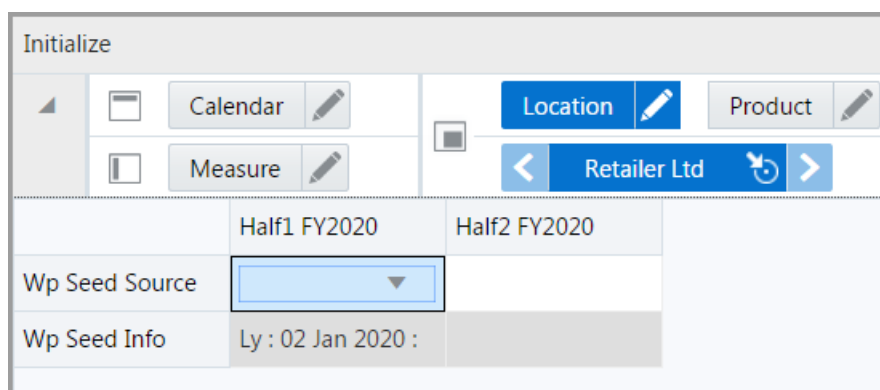 Initialize
Calendar Location Product
Measure Retailer Ltd
Half1 FY2020 Half2 FY2020
Wp Seed Source
Wp Seed Info Ly : 02 Jan 2020 :